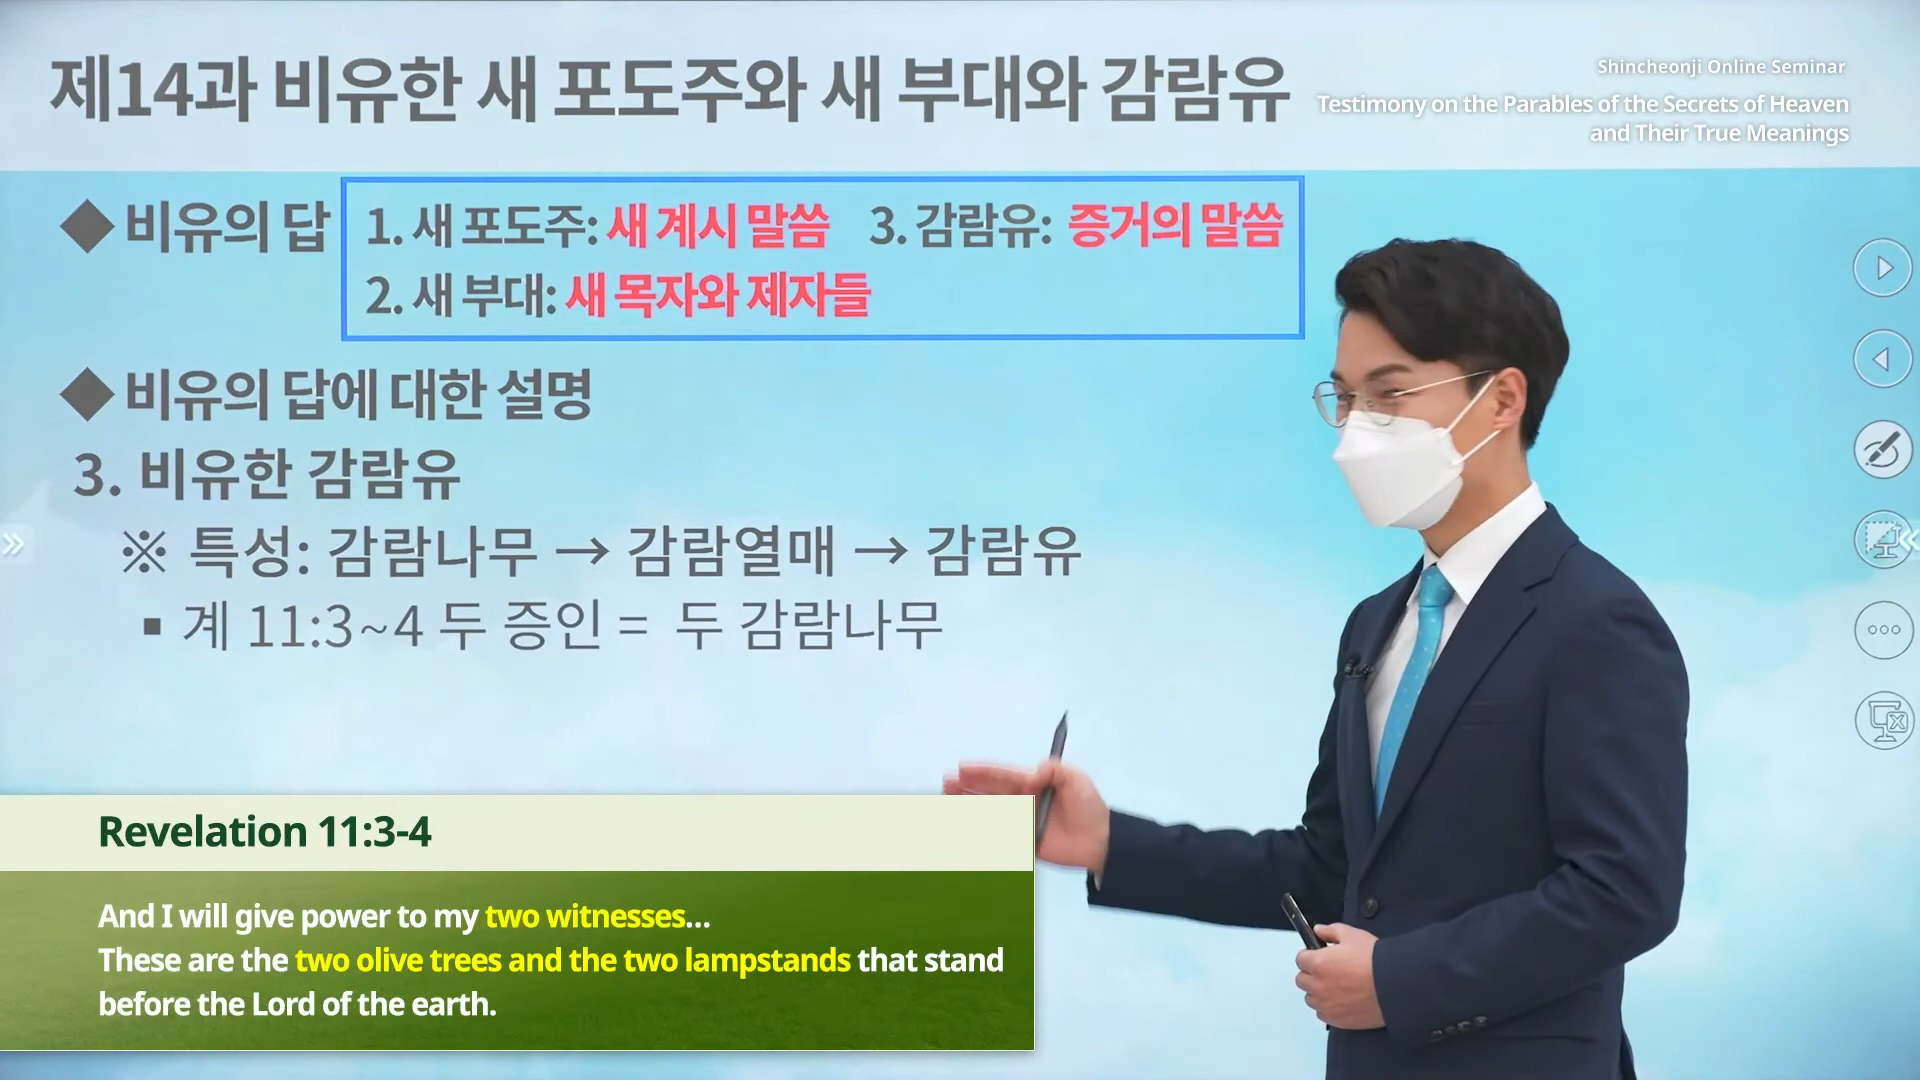 제14과 비유한 새 포도주와 새 부대와 감람유
Shincheonji Online Seminar
Testimony on the Parables of the Secrets of Heaven
and Their True Meanings
◆ 비유의 답
1. 새 포도주: 새 계시 말씀 3. 감람유: 증거의 말씀
2. 새 부대: 새 목자와 제자들
◆ 비유의 답에 대한 설명
3. 비유한 감람유
※ 특성: 감람나무 → 감람열매 → 감람유
▪ 계 11:3~4 두 증인 = 두 감람나무
Revelation 11:3-4
And I will give power to my two witnesses...
These are the two olive trees and the two lampstands that stand
before the Lord of the earth.